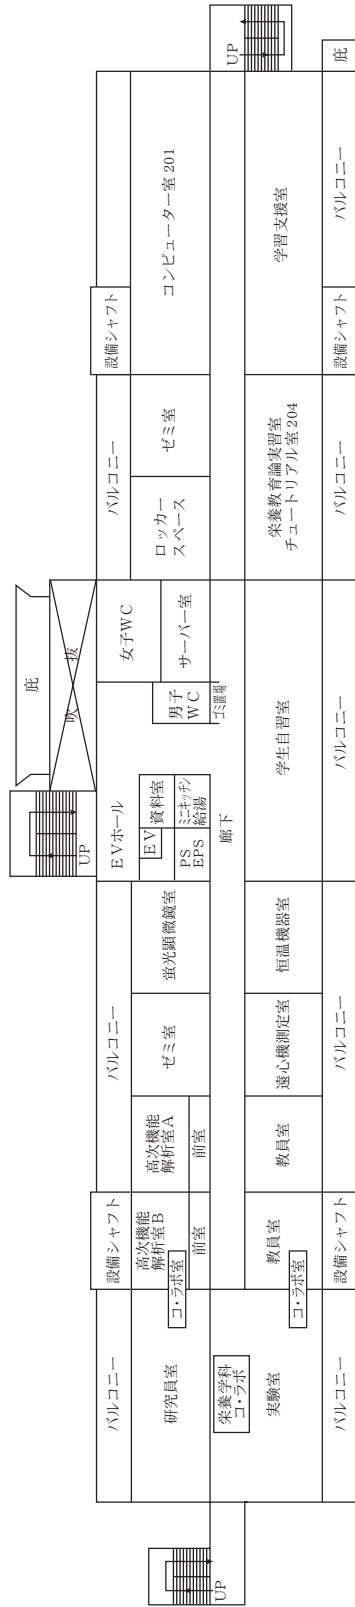 庇
吹
抜
UP
UP
UP
バルコニー
設備シャフト
バルコニー
バルコニー
設備シャフト
研究員室
高次機能
解析室B
前室
コ・ラボ室
高次機能
解析室A
前室
ゼミ室
蛍光顕微鏡室
EVホール
EV
資料室
PS
EPS
ミニキッチン
給湯
男子
WC
女子WC
サーバー室
ゴミ置場
ロッカー
スペース
ゼミ室
コンピューター室201
廊下
栄養学科
コ・ラボ
実験室
コ・ラボ室
教員室
教員室
遠心機測定室
恒温機器室
学生自習室
栄養教育論実習室
チュートリアル室204
学習支援室
バルコニー
設備シャフト
バルコニー
バルコニー
バルコニー
設備シャフト
バルコニー
庇